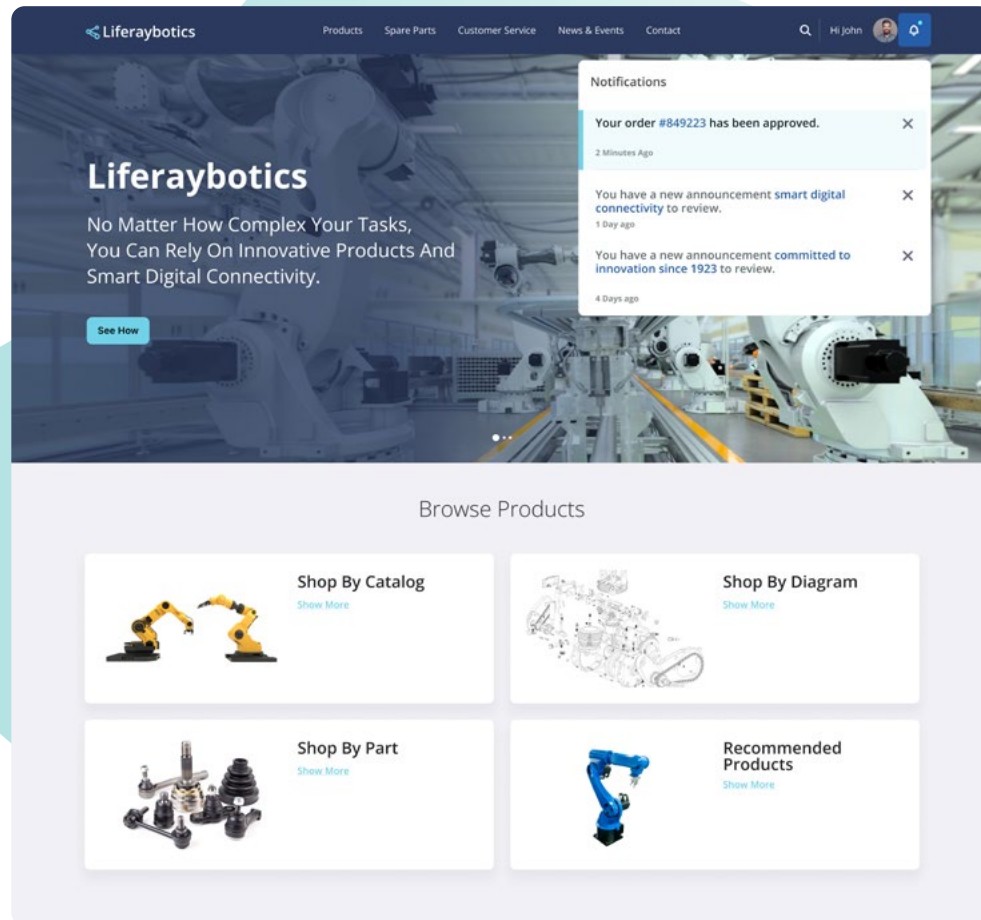 Liferaybotics
Products Spare Parts Customer Service News & Events Contact
Hi John
Notifications
Your order #849223 has been approved.
2 Minutes Ago
You have a new announcement smart digital
connectivity to review.
1 Day ago
You have a new announcement committed to
innovation since 1923 to review.
4 Days ago
Liferaybotics
No Matter How Complex Your Tasks,
You Can Rely On Innovative Products And
Smart Digital Connectivity.
See How
Browse Products
Shop By Catalog
Show More
Shop By Diagram
Show More
Shop By Part
Show More
Recommended
Products
Show More